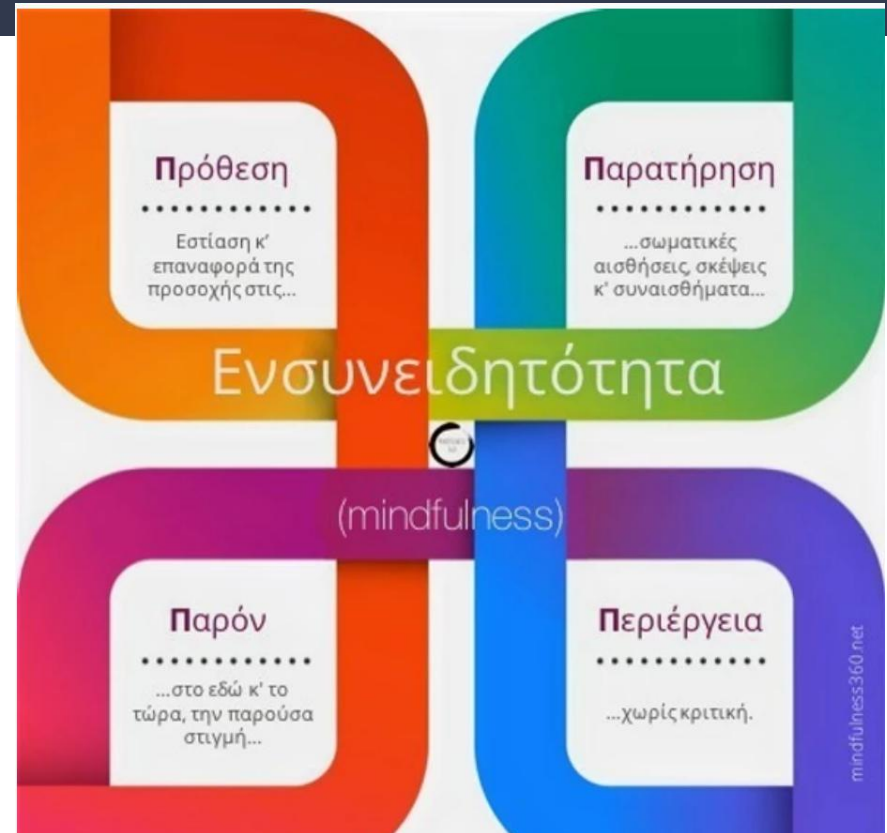 Πρόθεση
Εστίαση κ'
επαναφορά της
προσοχής στις...
Παρατήρηση
...σωματικές
αισθήσεις, σκέψεις
κ' συναισθήματα...
Ενσυνειδητότητα
(mindfulness)
Παρόν
...στο εδώ κ' το
τώρα, την παρούσα
στιγμή...
Περιέργεια
...χωρίς κριτική.
mindfulness360.net